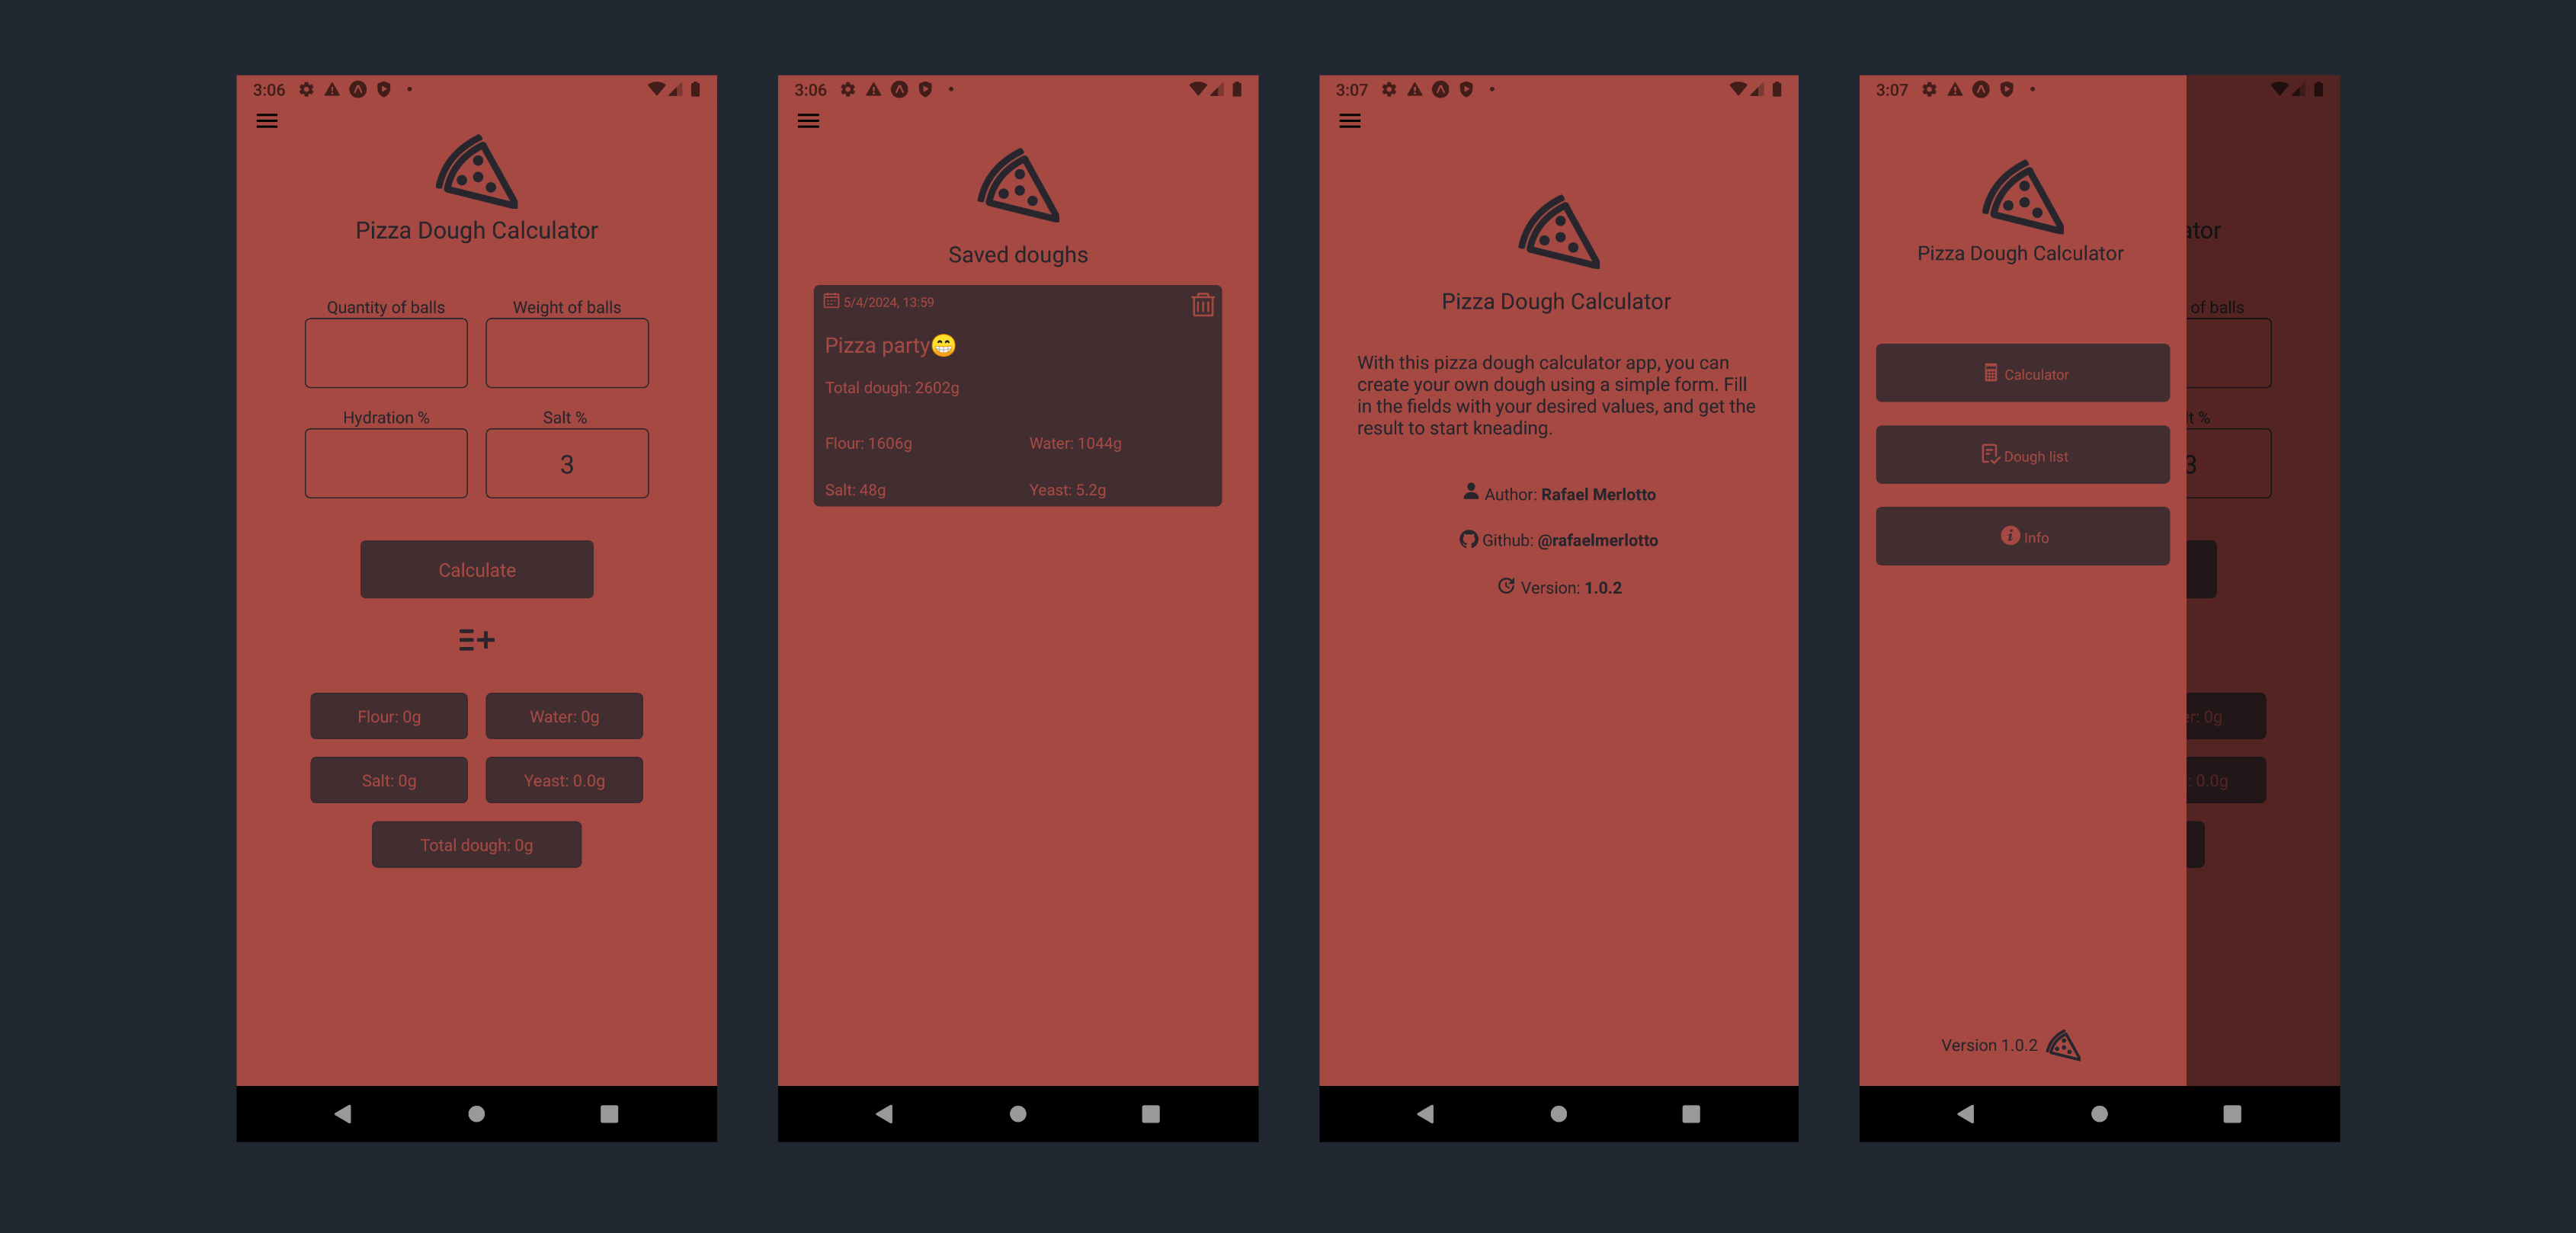 3:06
Pizza Dough Calculator
Quantity of balls
Weight of balls
Hydration %
Salt %
3
Calculate
Flour: 0g
Water: 0g
Salt: 0g
Yeast: 0.0g
Total dough: 0g
3:06
Saved doughs
5/4/2024, 13:59
Pizza party😁
Total dough: 2602g
Flour: 1606g
Water: 1044g
Salt: 48g
Yeast: 5.2g
3:07
Pizza Dough Calculator
With this pizza dough calculator app, you can
create your own dough using a simple form. Fill
in the fields with your desired values, and get the
result to start kneading.
Author: Rafael Merlotto
Github: @rafaelmerlotto
Version: 1.0.2
3:07
Pizza Dough Calculator
Calculator
Dough list
Info
Version 1.0.2
ator
of balls
lt %
3
er: 0g
: 0.0g